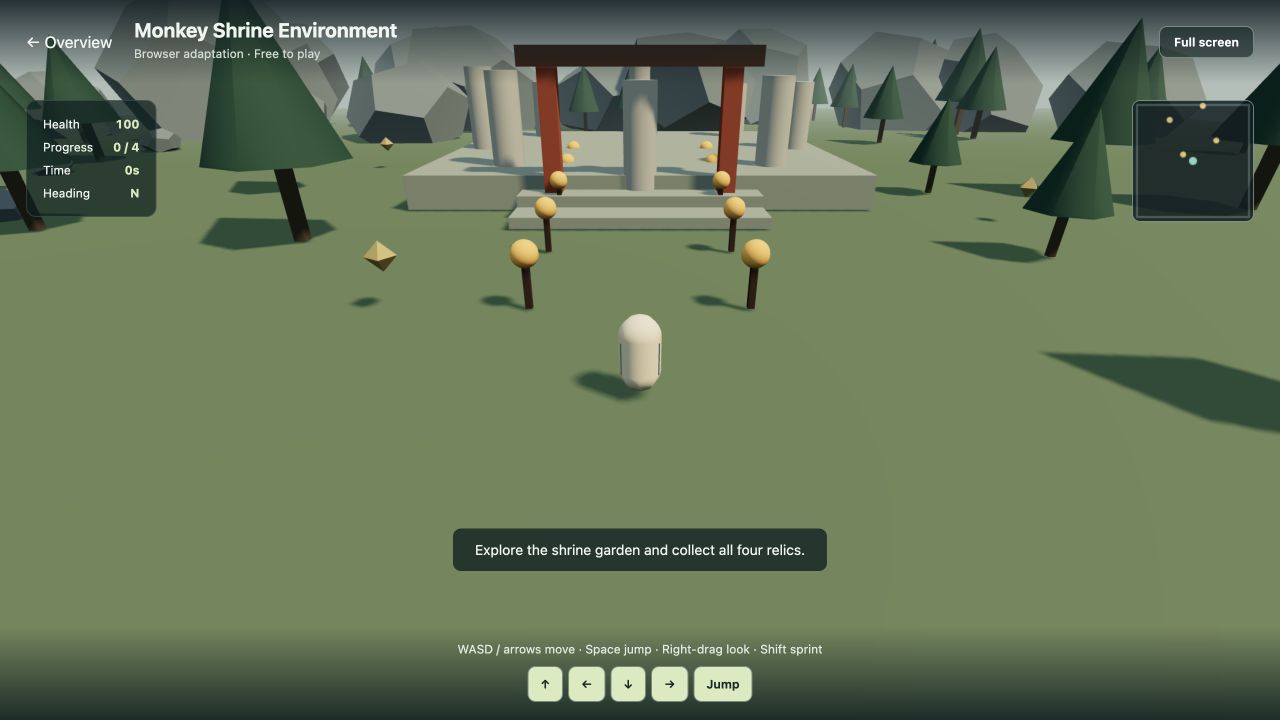 ← Overview
Monkey Shrine Environment
Browser adaptation · Free to play
Full screen
Health 100
Progress 0 / 4
Time 0s
Heading N
Explore the shrine garden and collect all four relics.
WASD / arrows move · Space jump · Right-drag look · Shift sprint
↑ ← ↓ → Jump